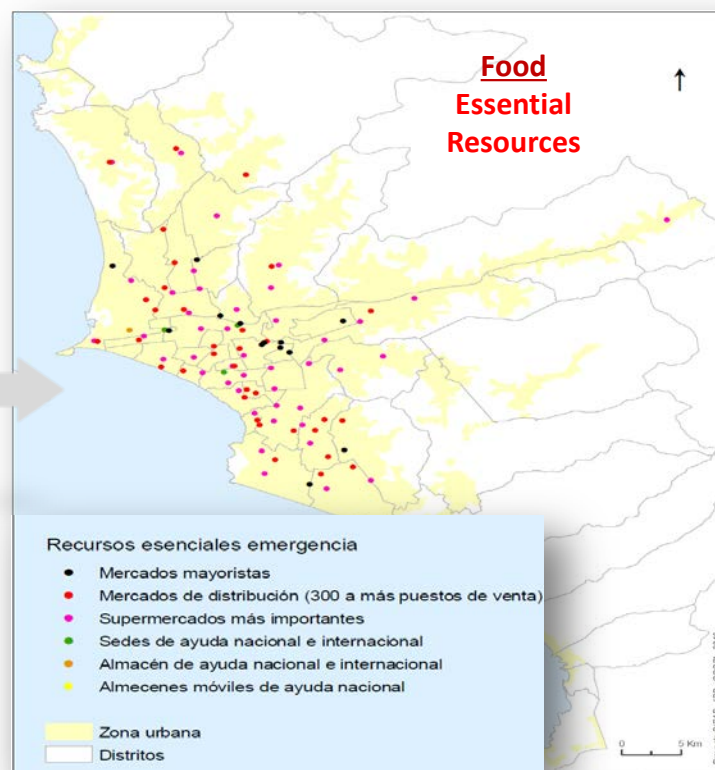 Food
Essential
Resources
Recursos esenciales emergencia
Mercados mayoristas
Mercados de distribución (300 a más puestos de venta)
Supermercados más importantes
Sedes de ayuda nacional e internacional
Almacén de ayuda nacional e internacional
Almecenes móviles de ayuda nacional
Zona urbana
Distritos
0 5 Km